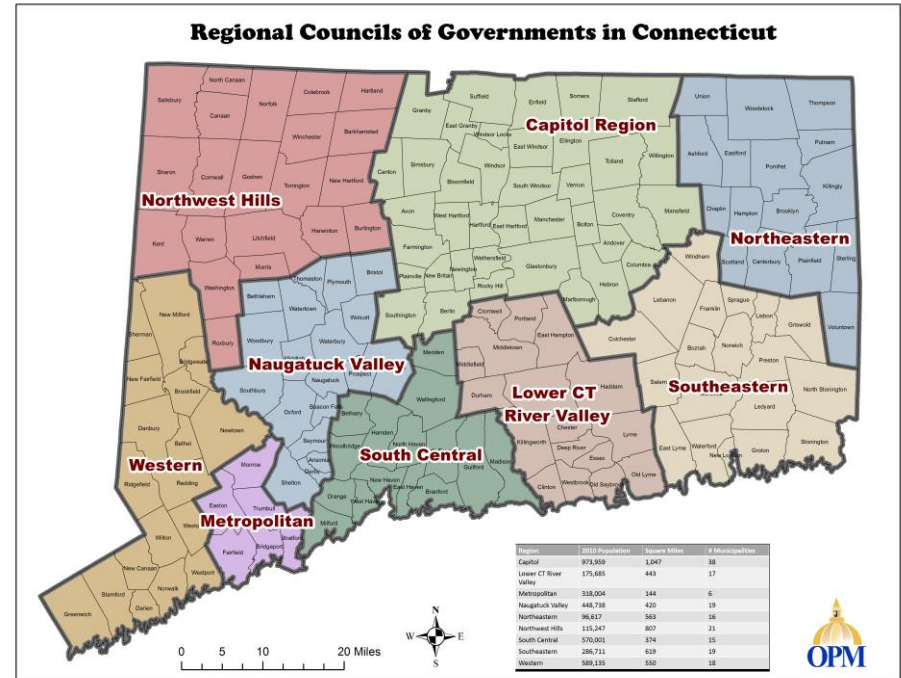 Regional Councils of Governments in Connecticut
North Canaan
Colebrook
Hartland
Salisbury
Norfolk
Canaan
Winchester
Barkhamsted
Sharon
Cornwall
Goshen
Torrington
New Hartford
Northwest Hills
Kent
Warren
Litchfield
Harwinton
Burlington
Morris
Washington
Roxbury
Suffield
Enfield
Somers
Stafford
Granby
East Granby
Windsor Locks
Capitol Region
East Windsor
Ellington
Simsbury
Windsor
Tolland
Willington
Canton
Bloomfield
South Windsor
Vernon
Avon
West Hartford
Hartford
East Hartford
Manchester
Bolton
Coventry
Mansfield
Farmington
Wethersfield
Glastonbury
Andover
Columbia
Plainville
New Britain
Newington
Rocky Hill
Hebron
Southington
Berlin
Marlborough
Union
Woodstock
Thompson
Ashford
Eastford
Pomfret
Putnam
Killingly
Chaplin
Hampton
Brooklyn
Northeastern
Scotland
Canterbury
Plainfield
Sterling
Voluntown
Bethlehem
Thomaston
Plymouth
Bristol
Watertown
Wolcott
Woodbury
Waterbury
Naugatuck Valley
Prospect
Southbury
Naugatuck
Oxford
Beacon Falls
Seymour
Ansonia
Derby
Shelton
New Milford
Sherman
Bridgewater
New Fairfield
Brookfield
Danbury
Bethel
Newtown
Western
Ridgefield
Redding
Wilton
New Canaan
Westport
Stamford
Norwalk
Greenwich
Darien
Monroe
Easton
Trumbull
Metropolitan
Stratford
Fairfield
Bridgeport
Meriden
Wallingford
Bethany
Hamden
Woodbridge
North Haven
South Central
Guilford
Madison
New Haven
East Haven
Orange
West Haven
Branford
Milford
Cromwell
Portland
East Hampton
Middletown
Middlefield
Durham
Haddam
Lower CT
River Valley
Chester
Killingworth
Deep River
Lyme
Essex
Clinton
Westbrook
Old Saybrook
Old Lyme
Windham
Lebanon
Sprague
Franklin
Lisbon
Griswold
Colchester
Bozrah
Norwich
Preston
Salem
Southeastern
North Stonington
Ledyard
East Lyme
Waterford
New London
Groton
Stonington
N
W
E
S
0 5 10 20 Miles
Region 2010 Population Square Miles # Municipalities
Capitol 973,959 1,047 38
Lower CT River 175,685 443 17
Valley
Metropolitan 318,004 144 6
Naugatuck Valley 448,738 420 19
Northeastern 96,617 563 16
Northwest Hills 115,247 807 21
South Central 570,001 374 15
Southeastern 286,711 619 19
Western 589,135 550 18
OPM